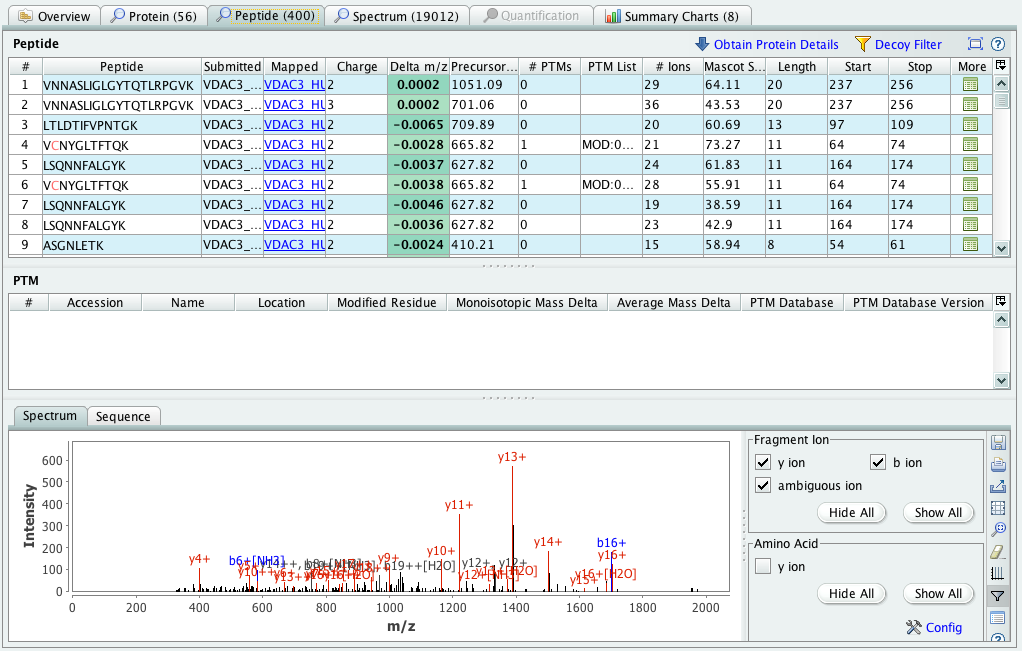 Overview Protein (56) Peptide (400) Spectrum (19012) Quantification Summary Charts (8)
Peptide Obtain Protein Details Decoy Filter
# Peptide Submitted Mapped Charge Delta m/z Precursor... # PTMs PTM List # Ions Mascot S... Length Start Stop More
1 VNNASLIGLGYTQTLRPGVK VDAC3_... VDAC3_HU 2 0.0002 1051.09 0 29 64.11 20 237 256
2 VNNASLIGLGYTQTLRPGVK VDAC3_... VDAC3_HU 3 0.0002 701.06 0 36 43.53 20 237 256
3 LTLDTIFVPNTGK VDAC3_... VDAC3_HU 2 -0.0065 709.89 0 20 60.69 13 97 109
4 VCNYGLTFTQK VDAC3_... VDAC3_HU 2 -0.0028 665.82 1 MOD:0... 21 73.27 11 64 74
5 LSQNNFALGYK VDAC3_... VDAC3_HU 2 -0.0037 627.82 0 24 61.83 11 164 174
6 VCNYGLTFTQK VDAC3_... VDAC3_HU 2 -0.0038 665.82 1 MOD:0... 28 55.91 11 64 74
7 LSQNNFALGYK VDAC3_... VDAC3_HU 2 -0.0046 627.82 0 19 38.59 11 164 174
8 LSQNNFALGYK VDAC3_... VDAC3_HU 2 -0.0036 627.82 0 23 42.9 11 164 174
9 ASGNLETK VDAC3_... VDAC3_HU 2 -0.0024 410.21 0 15 58.94 8 54 61
PTM
# Accession Name Location Modified Residue Monoisotopic Mass Delta Average Mass Delta PTM Database PTM Database Version
Spectrum Sequence
Fragment Ion
y ion b ion
ambiguous ion
Hide All Show All
Amino Acid
y ion
Hide All Show All
Config
Intensity
600
500
400
300
200
100
0
y13+
y11+
y14+
b16+
y10+
y16+
y4+
b6+[NH3]
y9+
b19++[H2O]
y12+
y12+
y16+[H2O]
y15+
0 200 400 600 800 1000 1200 1400 1600 1800 2000
m/z